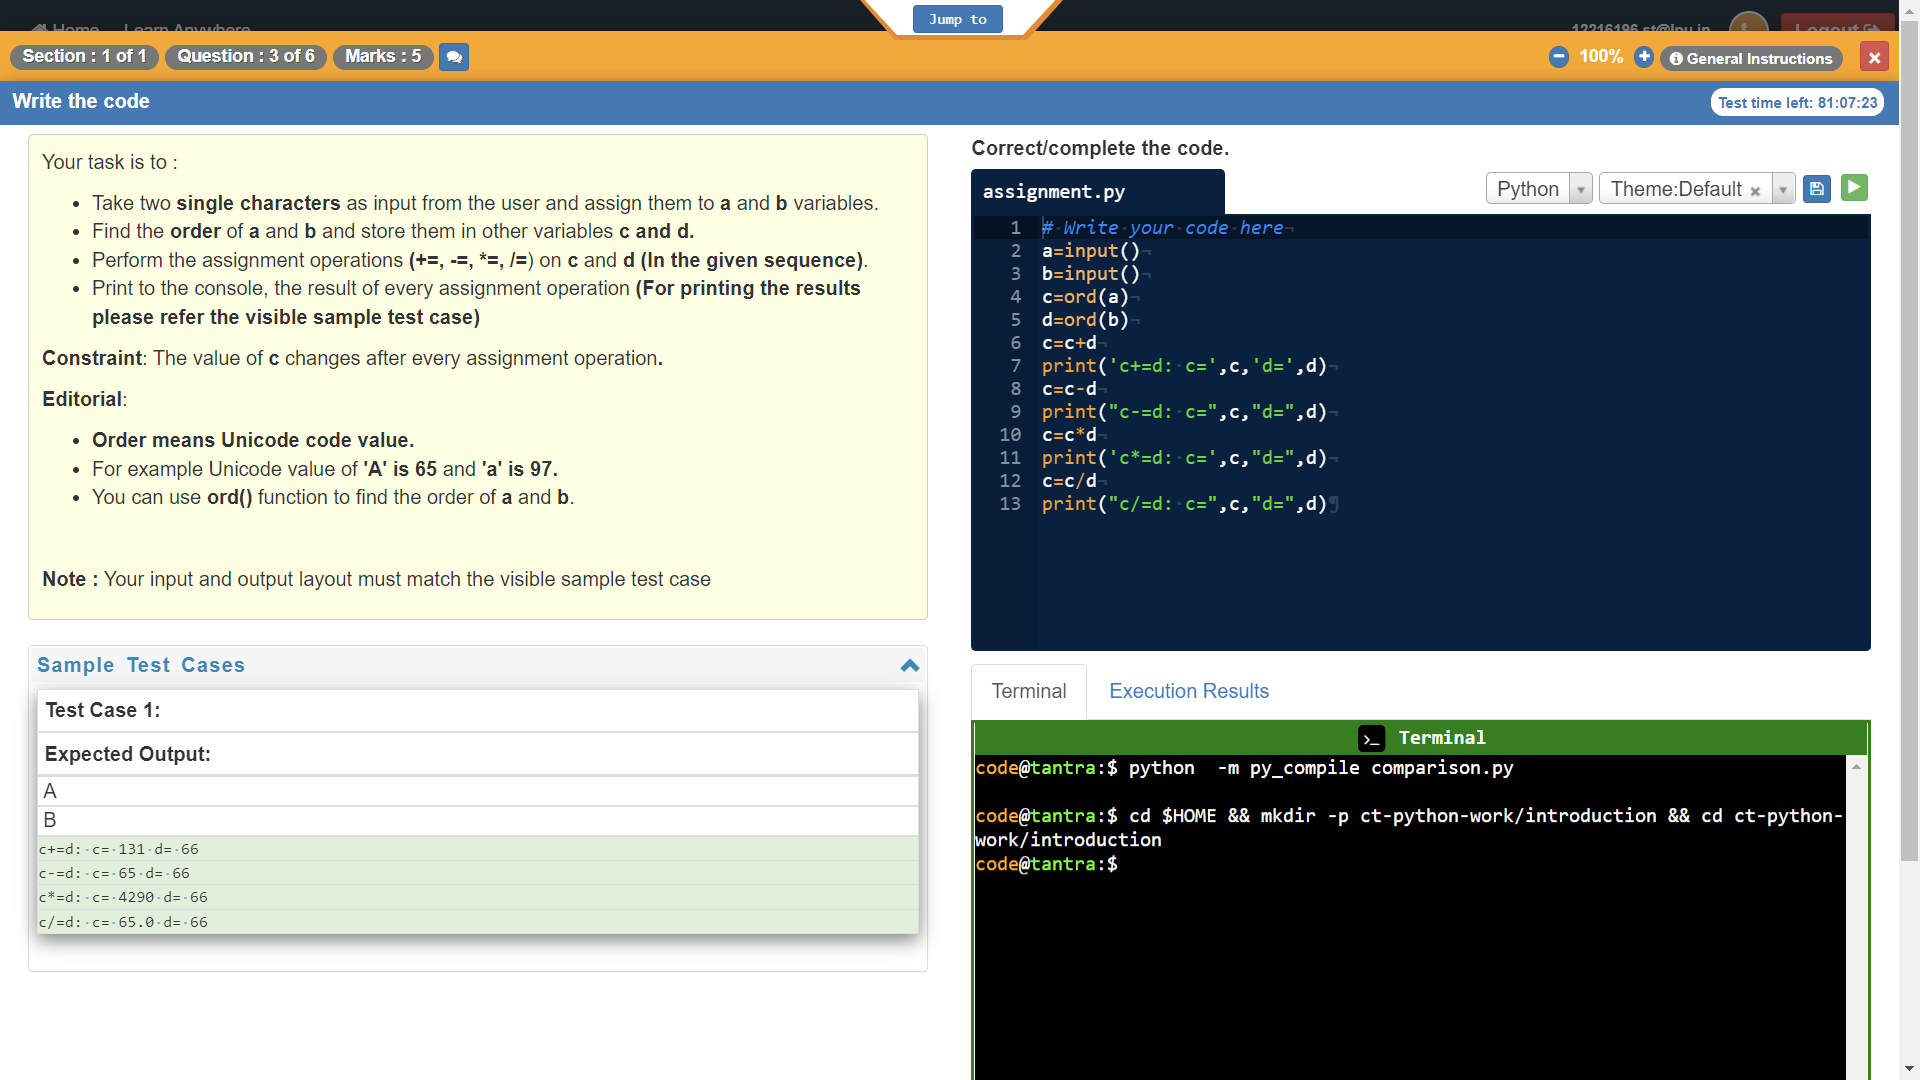 Home Learn Anywhere
Jump to
12216196.st@lpu.in
Logout
Section : 1 of 1
Question : 3 of 6
Marks : 5
100%
General Instructions
Write the code
Test time left: 81:07:23
Your task is to :
Take two single characters as input from the user and assign them to a and b variables.
Find the order of a and b and store them in other variables c and d.
Perform the assignment operations (+=, -=, *=, /=) on c and d (In the given sequence).
Print to the console, the result of every assignment operation (For printing the results
please refer the visible sample test case)
Constraint: The value of c changes after every assignment operation.
Editorial:
Order means Unicode code value.
For example Unicode value of 'A' is 65 and 'a' is 97.
You can use ord() function to find the order of a and b.
Note : Your input and output layout must match the visible sample test case
Sample Test Cases
Test Case 1:
Expected Output:
A
B
c+=d: c= 131 d= 66
c-=d: c= 65 d= 66
c*=d: c= 4290 d= 66
c/=d: c= 65.0 d= 66
Correct/complete the code.
assignment.py
Python
Theme:Default
1 # Write your code here
2 a=input()
3 b=input()
4 c=ord(a)
5 d=ord(b)
6 c=c+d
7 print('c+=d: c=',c,'d=',d)
8 c=c-d
9 print("c-=d: c=",c,"d=",d)
10 c=c*d
11 print('c*=d: c=',c,"d=",d)
12 c=c/d
13 print("c/=d: c=",c,"d=",d)
Terminal
Execution Results
Terminal
code@tantra:$ python  -m py_compile comparison.py
code@tantra:$ cd $HOME && mkdir -p ct-python-work/introduction && cd ct-python-
work/introduction
code@tantra:$